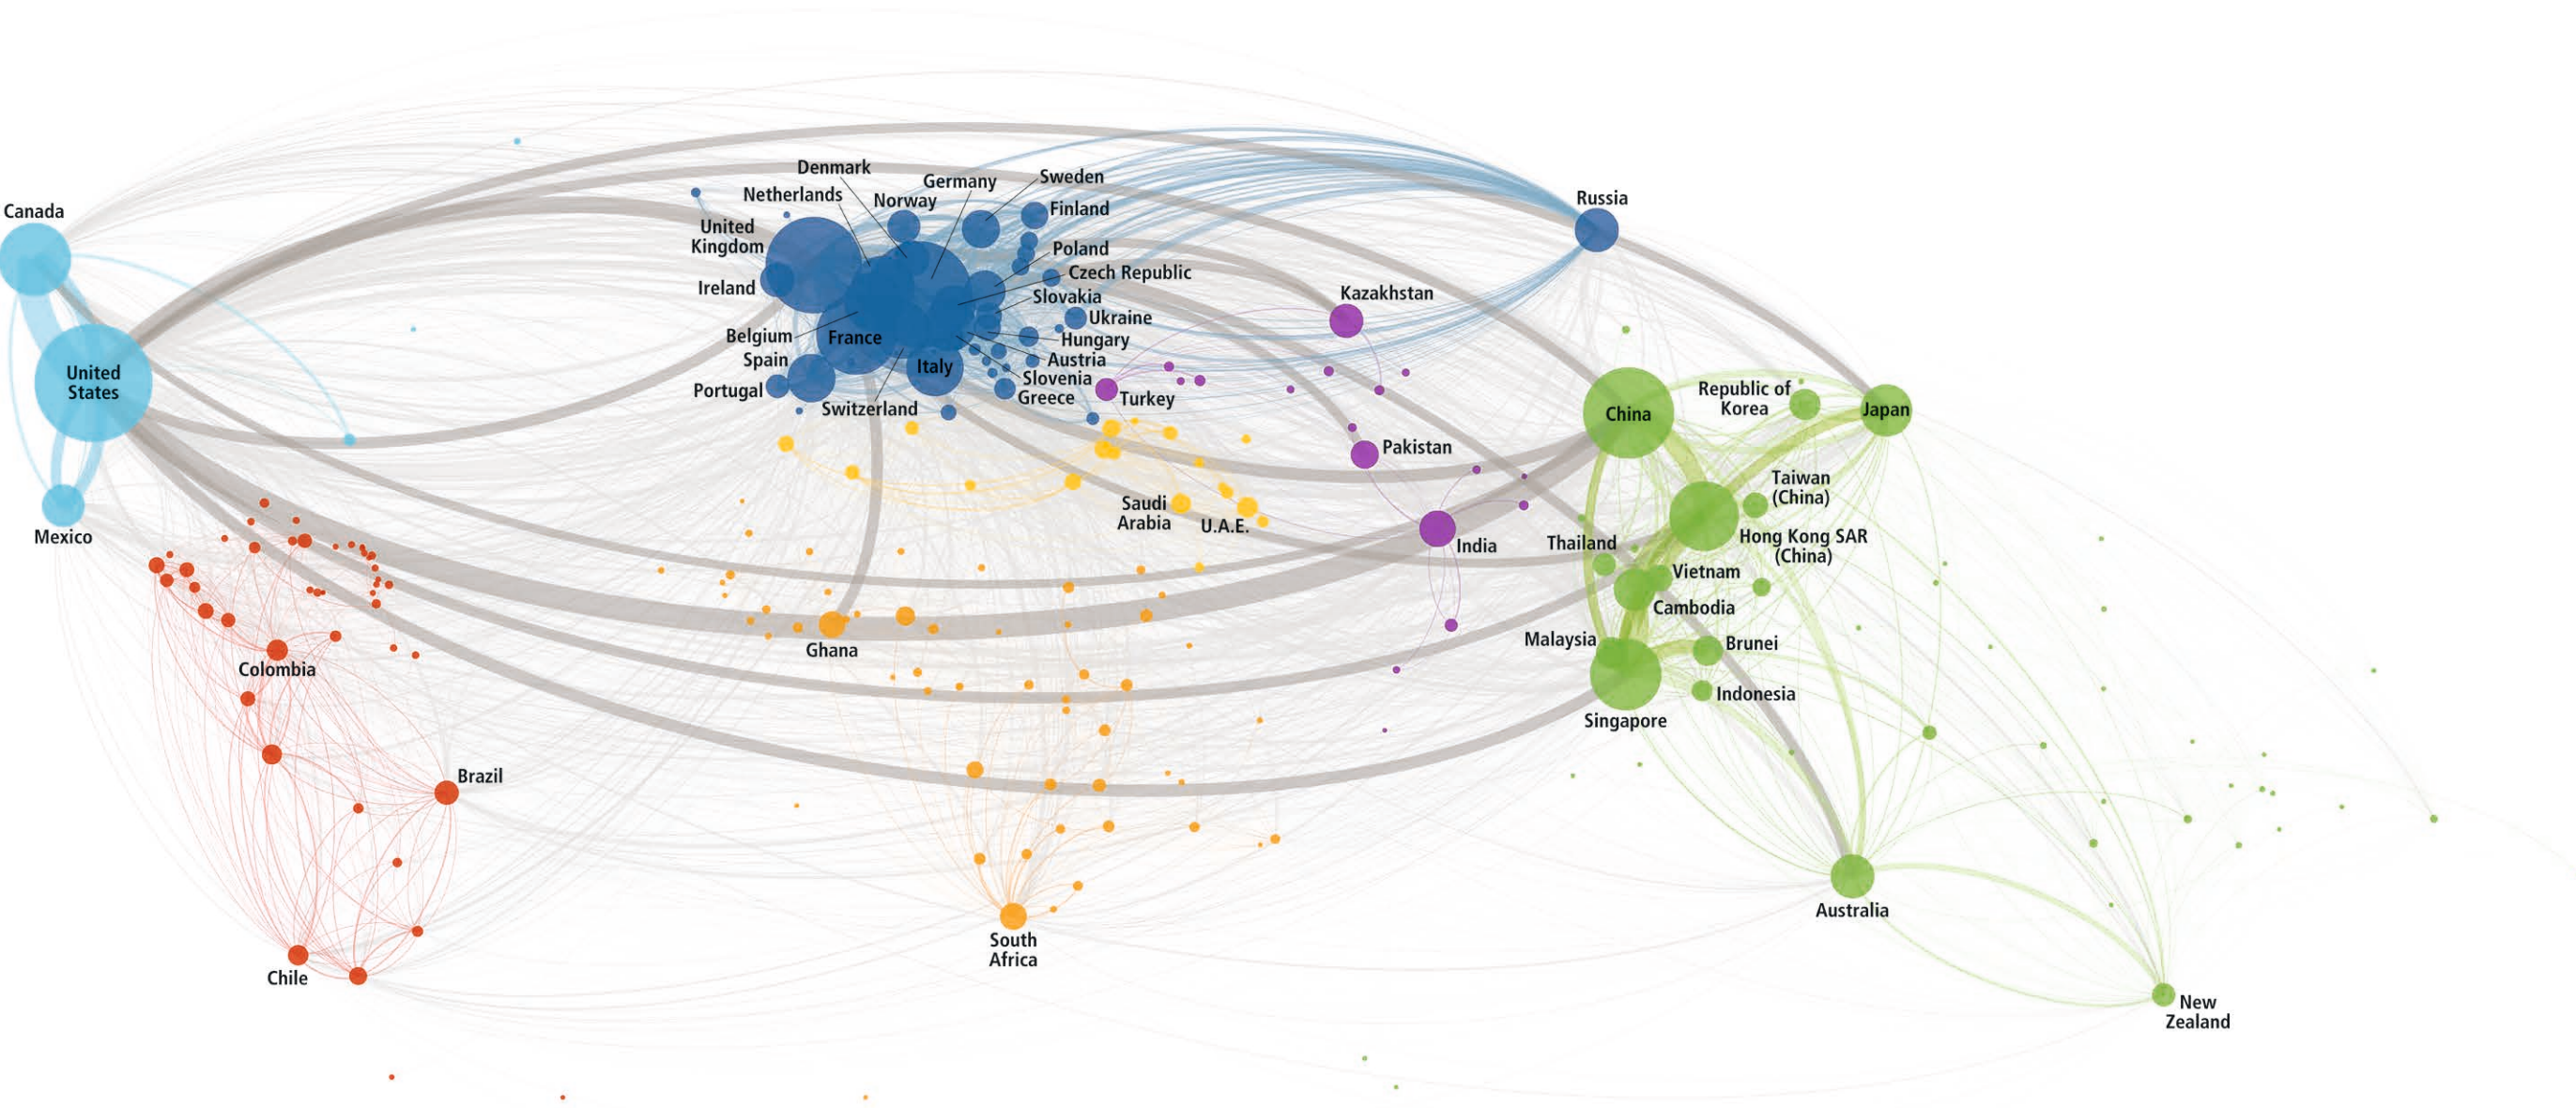 Denmark
Germany
Sweden
Netherlands
Norway
Finland
Russia
Canada
United
Kingdom
Poland
Czech Republic
Ireland
Slovakia
Kazakhstan
Ukraine
Belgium
France
Hungary
Spain
Austria
United
States
Italy
Slovenia
Portugal
Greece
Turkey
Switzerland
China
Republic of
Korea
Japan
Pakistan
Taiwan
(China)
Saudi
Arabia
U.A.E.
Mexico
India
Thailand
Hong Kong SAR
(China)
Vietnam
Cambodia
Malaysia
Brunei
Ghana
Colombia
Indonesia
Singapore
Brazil
Australia
South
Africa
Chile
New
Zealand